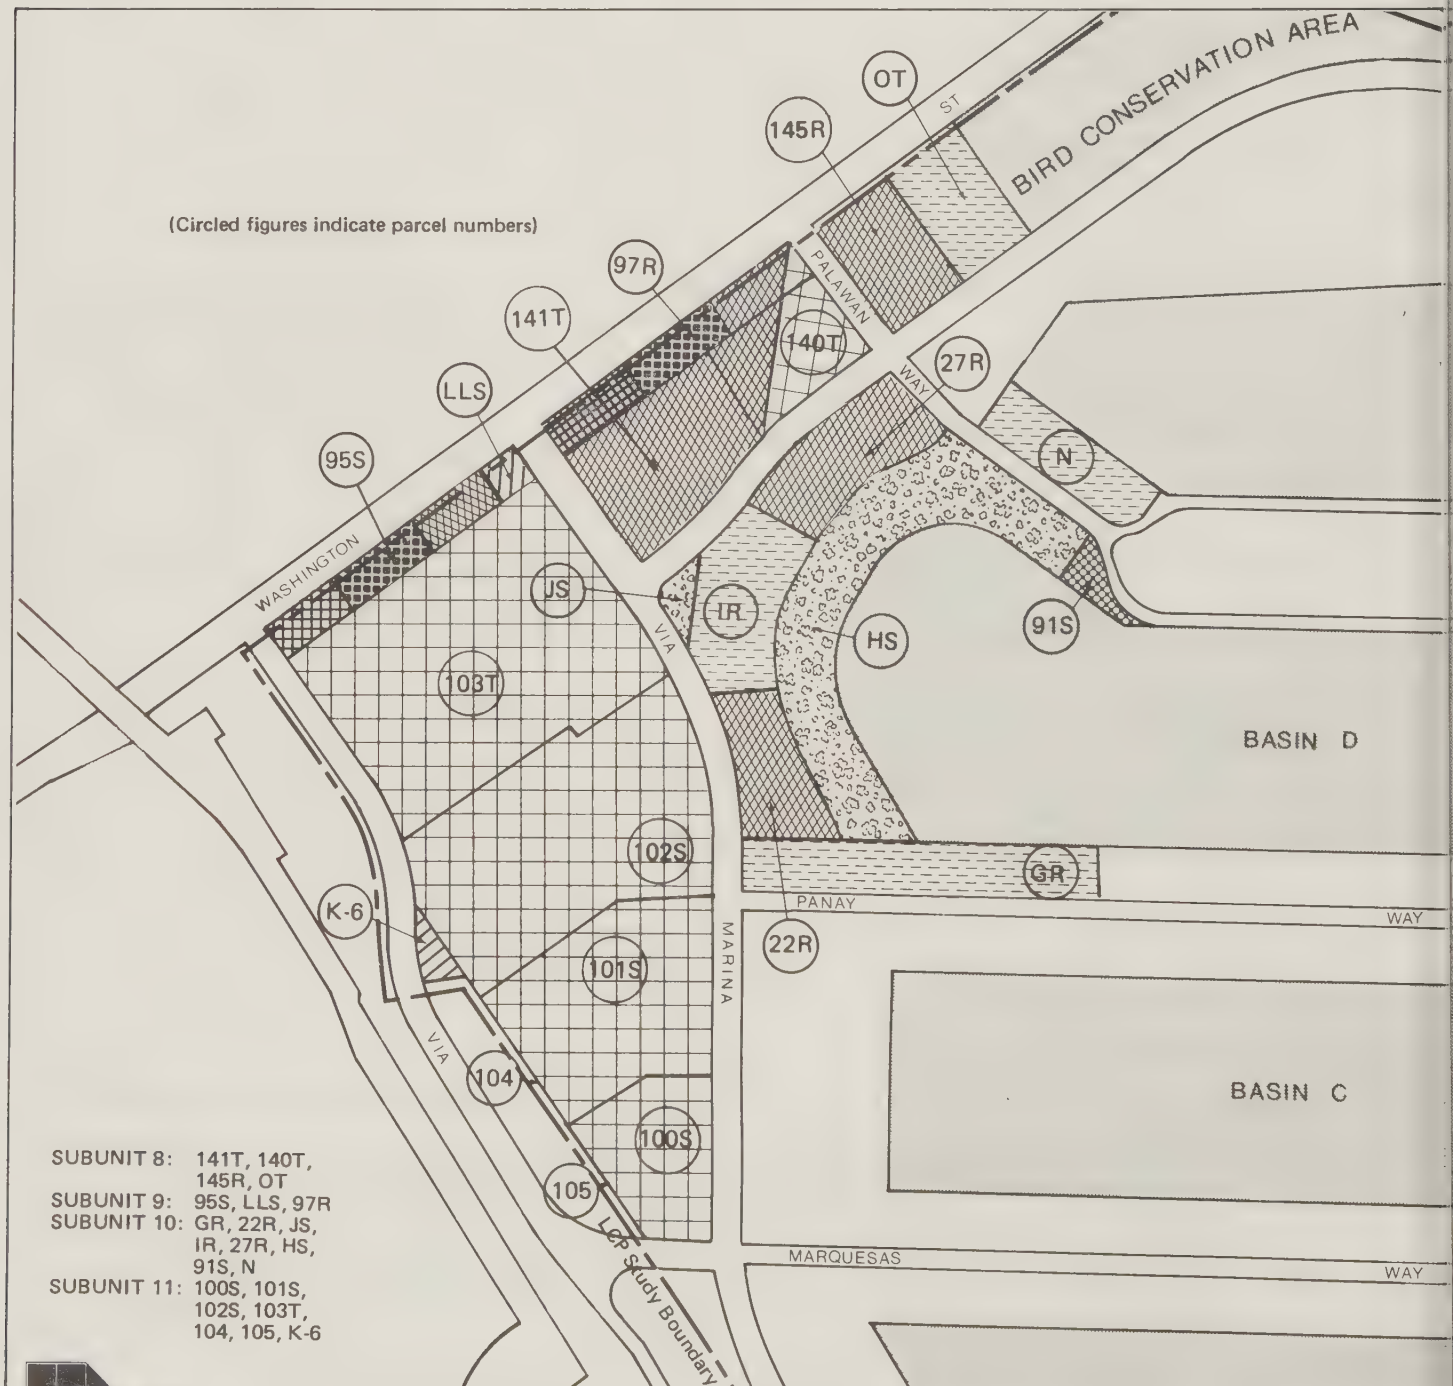 OT
ST
BIRD CONSERVATION AREA
145R
(Circled figures indicate parcel numbers)
97R
PALAWAN
141T
140T
27R
WAY
LLS
95S
N
WASHINGTON
JS
IR
VIA
HS
91S
103T
BASIN D
102S
GR
PANAY
WAY
K-6
22R
MARINA
101S
VIA
104
BASIN C
100S
105
SUBUNIT 8: 141T, 140T,
145R, OT
SUBUNIT 9: 95S, LLS, 97R
SUBUNIT 10: GR, 22R, JS,
IR, 27R, HS,
91S, N
SUBUNIT 11: 100S, 101S,
102S, 103T,
104, 105, K-6
LCP Study Boundary
MARQUESAS
WAY